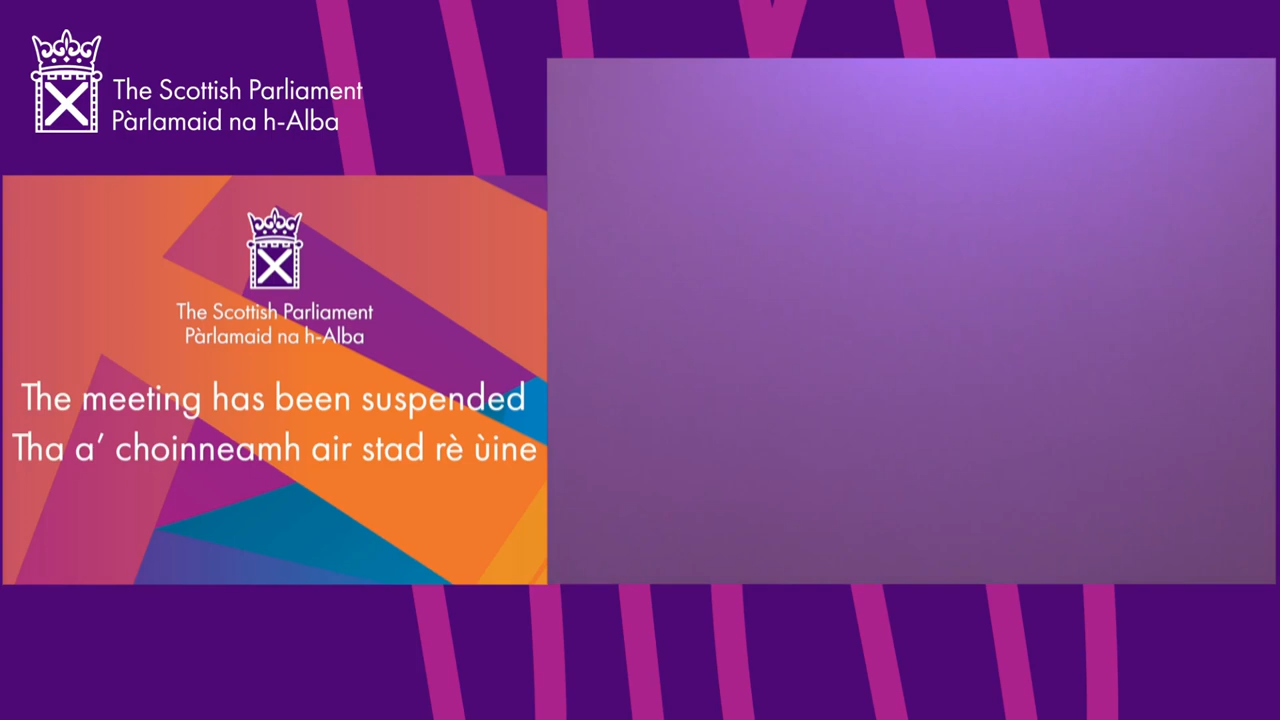 The Scottish Parliament
Pàrlamaid na h-Alba
The Scottish Parliament
Pàrlamaid na h-Alba
The meeting has been suspended
Tha a’ choinneamh air stad rè ùine